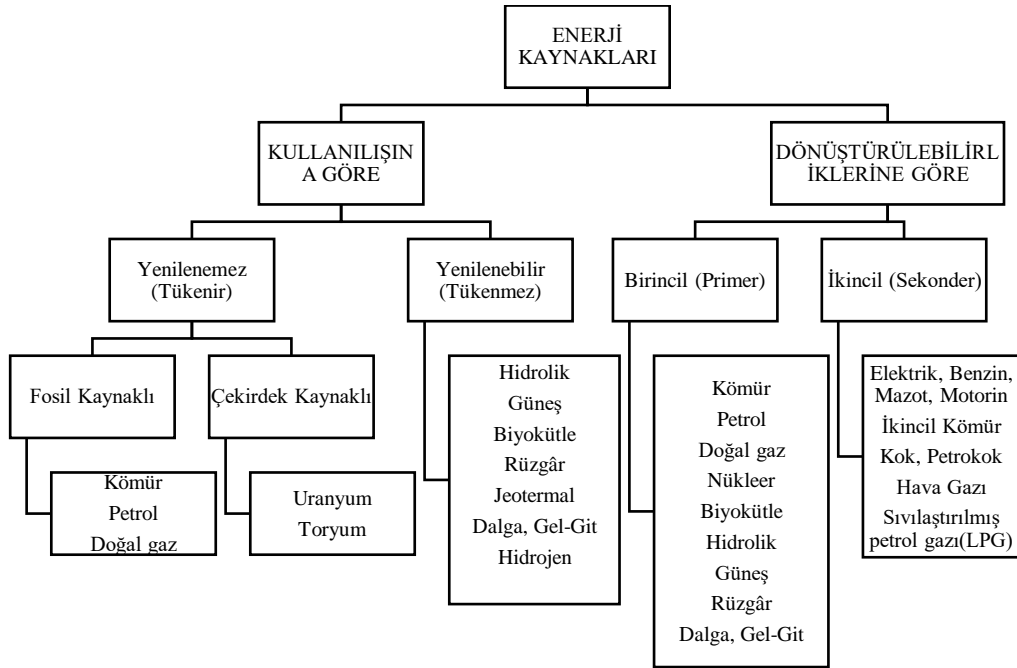 ENERJİ
KAYNAKLARI
KULLANILIŞIN
A GÖRE
DÖNÜŞTÜRÜLEBİLİRL
İKLERİNE GÖRE
Yenilenemez
(Tükenir)
Yenilenebilir
(Tükenmez)
Birincil (Primer)
İkincil (Sekonder)
Fosil Kaynaklı
Çekirdek Kaynaklı
Kömür
Petrol
Doğal gaz
Uranyum
Toryum
Hidrolik
Güneş
Biyokütle
Rüzgâr
Jeotermal
Dalga, Gel-Git
Hidrojen
Kömür
Petrol
Doğal gaz
Nükleer
Biyokütle
Hidrolik
Güneş
Rüzgâr
Dalga, Gel-Git
Elektrik, Benzin,
Mazot, Motorin
İkincil Kömür
Kok, Petrokok
Hava Gazı
Sıvılaştırılmış
petrol gazı(LPG)